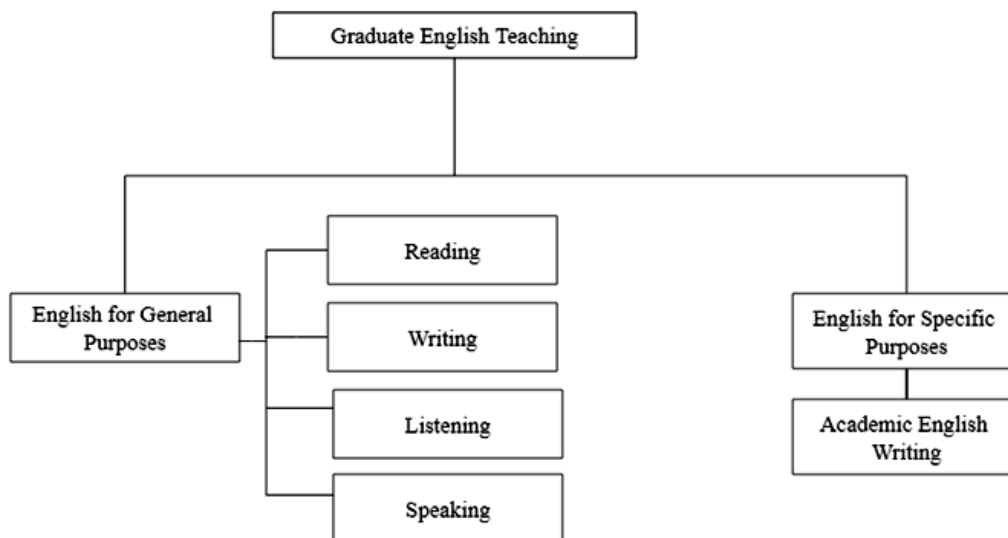 Graduate English Teaching
English for General
Purposes
Reading
Writing
Listening
Speaking
English for Specific
Purposes
Academic English
Writing